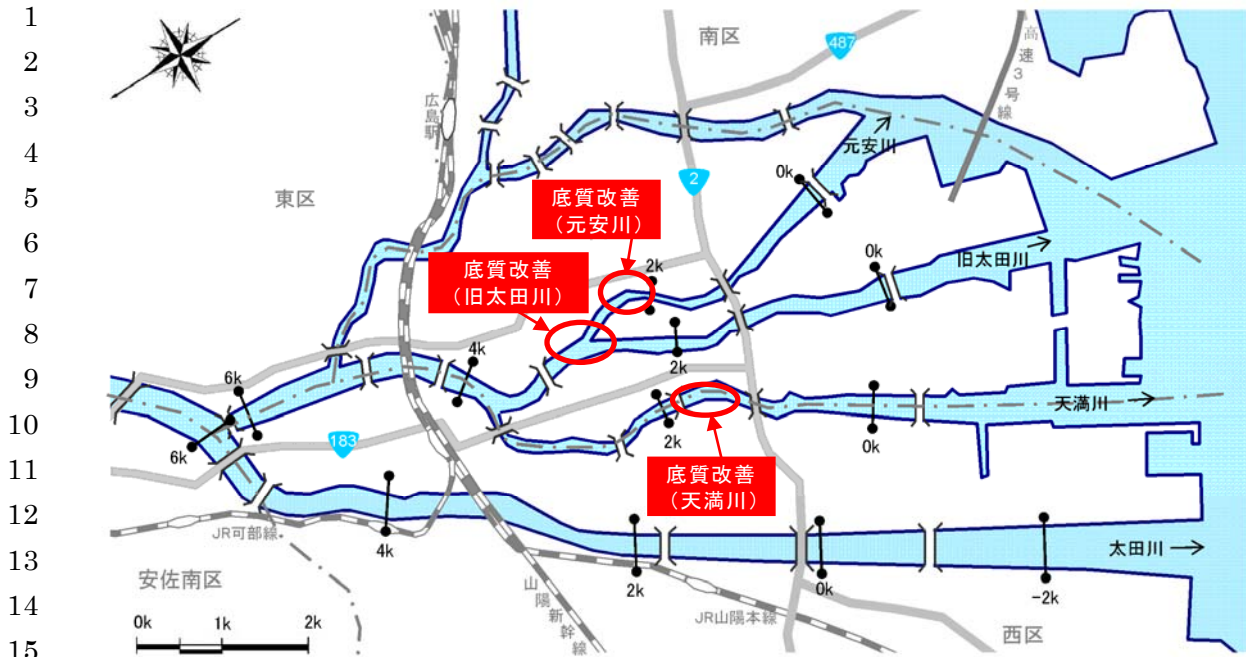 1
2
3
4
5
6
7
8
9
10
11
12
13
14
15
南区
487
高速3号線
広島駅
元安川
東区
0k
2
底質改善
（元安川）
旧太田川
0k
底質改善
（旧太田川）
2k
4k
2k
6k
天満川
2k
0k
183
6k
底質改善
（天満川）
JR可部線
4k
太田川
2k
0k
-2k
安佐南区
山陽新幹線
JR山陽本線
西区
0k 1k 2k